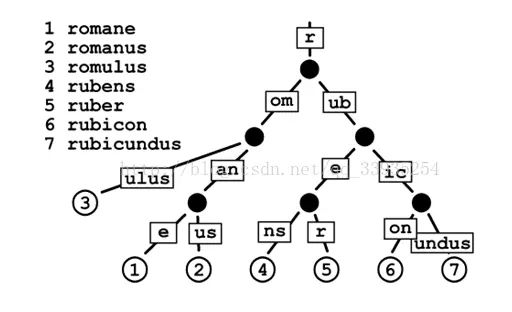 1 romane
2 romanus
3 romulus
4 rubens
5 ruber
6 rubicon
7 rubicundus
r
om
ub
ulus
an
e
ic
3
e
us
ns
r
on
undus
1
2
4
5
6
7